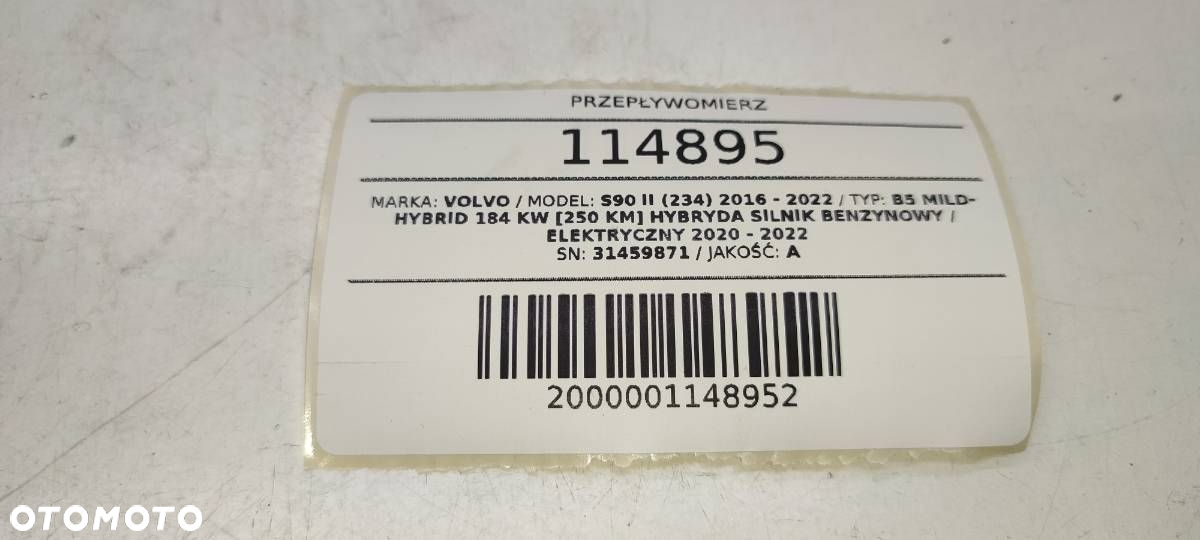 PRZEPŁYWOMIERZ
114895
MARKA: VOLVO / MODEL: S90 II (234) 2016 - 2022 / TYP: B5 MILD-
HYBRID 184 KW [250 KM] HYBRYDA SILNIK BENZYNOWY /
ELEKTRYCZNY 2020 - 2022
SN: 31459871 / JAKOŚĆ: A
2000001148952
OTOMOTO